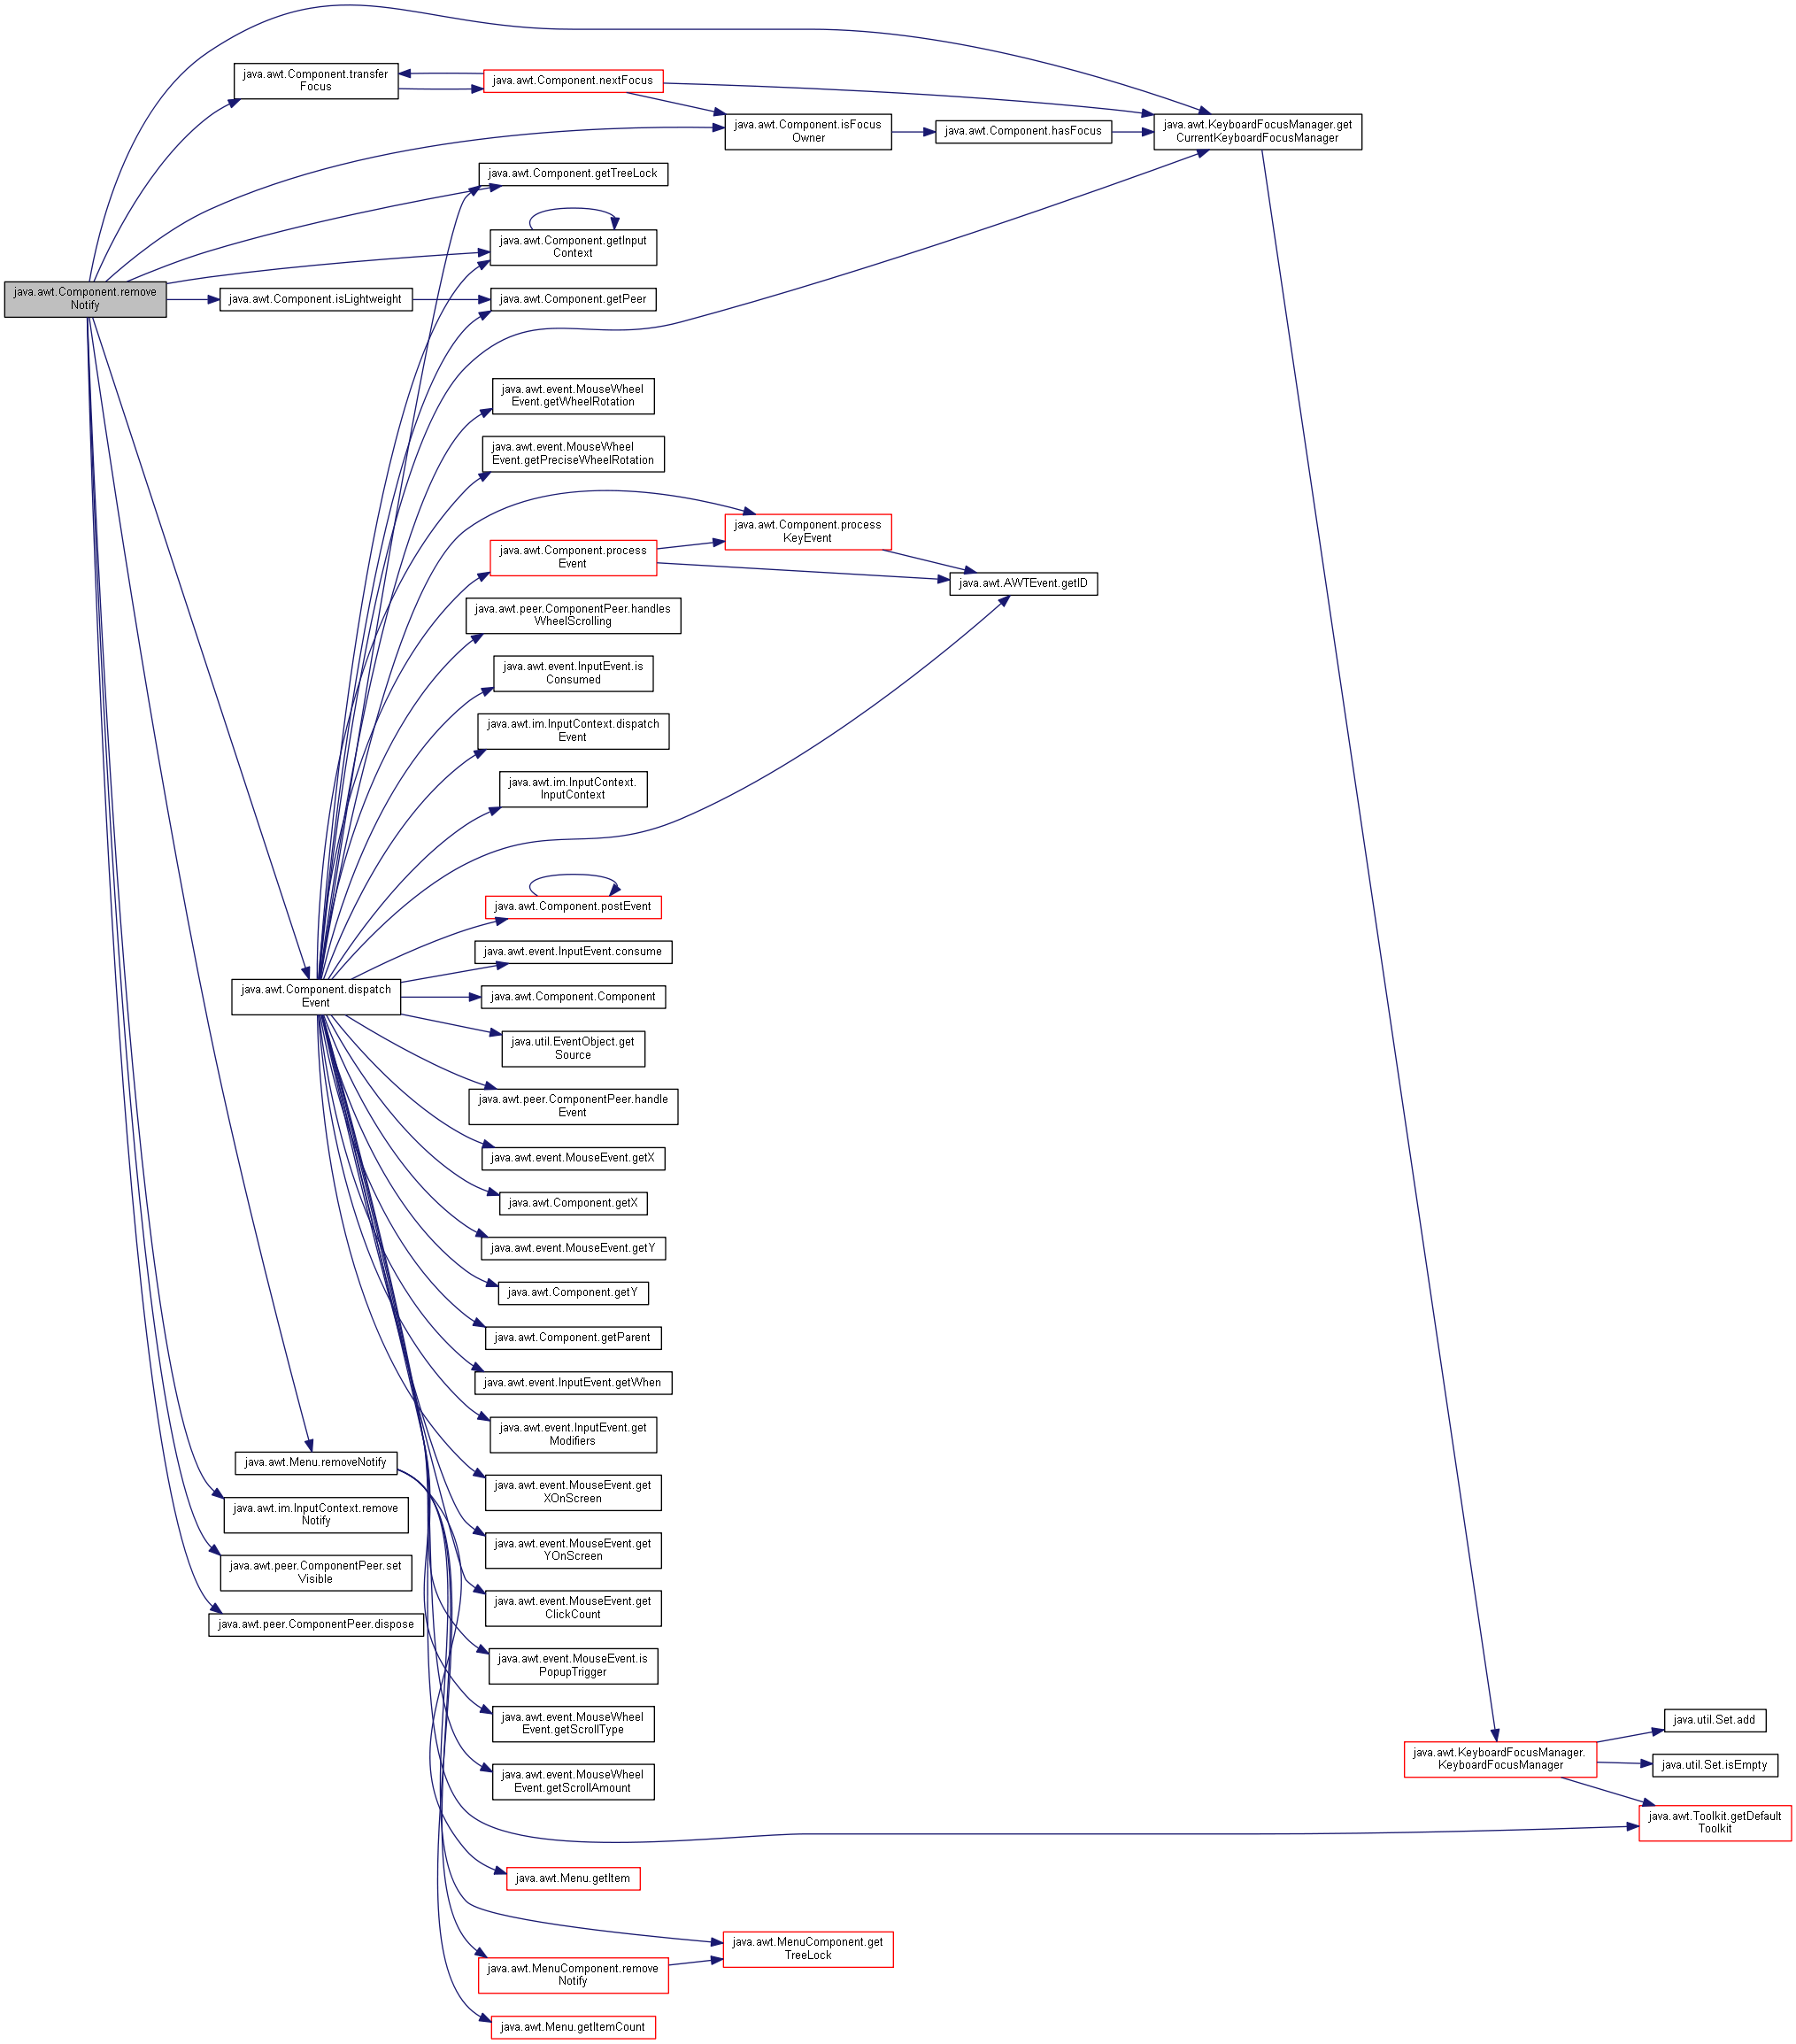 java.awt.Component.remove
Notify
java.awt.Component.transfer
Focus
java.awt.Component.nextFocus
java.awt.Component.isFocus
Owner
java.awt.Component.hasFocus
java.awt.KeyboardFocusManager.get
CurrentKeyboardFocusManager
java.awt.Component.getTreeLock
java.awt.Component.getInput
Context
java.awt.Component.isLightweight
java.awt.Component.getPeer
java.awt.event.MouseWheel
Event.getWheelRotation
java.awt.event.MouseWheel
Event.getPreciseWheelRotation
java.awt.Component.process
KeyEvent
java.awt.Component.process
Event
java.awt.AWTEvent.getID
java.awt.peer.ComponentPeer.handles
WheelScrolling
java.awt.event.InputEvent.is
Consumed
java.awt.im.InputContext.dispatch
Event
java.awt.im.InputContext.
InputContext
java.awt.Component.postEvent
java.awt.event.InputEvent.consume
java.awt.Component.dispatch
Event
java.awt.Component.Component
java.util.EventObject.get
Source
java.awt.peer.ComponentPeer.handle
Event
java.awt.event.MouseEvent.getX
java.awt.Component.getX
java.awt.event.MouseEvent.getY
java.awt.Component.getY
java.awt.Component.getParent
java.awt.event.InputEvent.getWhen
java.awt.event.InputEvent.get
Modifiers
java.awt.Menu.removeNotify
java.awt.event.MouseEvent.get
XOnScreen
java.awt.im.InputContext.remove
Notify
java.awt.event.MouseEvent.get
YOnScreen
java.awt.peer.ComponentPeer.set
Visible
java.awt.event.MouseEvent.get
ClickCount
java.awt.peer.ComponentPeer.dispose
java.awt.event.MouseEvent.is
PopupTrigger
java.awt.event.MouseWheel
Event.getScrollType
java.util.Set.add
java.awt.KeyboardFocusManager.
KeyboardFocusManager
java.util.Set.isEmpty
java.awt.event.MouseWheel
Event.getScrollAmount
java.awt.Toolkit.getDefault
Toolkit
java.awt.Menu.getItem
java.awt.MenuComponent.get
TreeLock
java.awt.MenuComponent.remove
Notify
java.awt.Menu.getItemCount